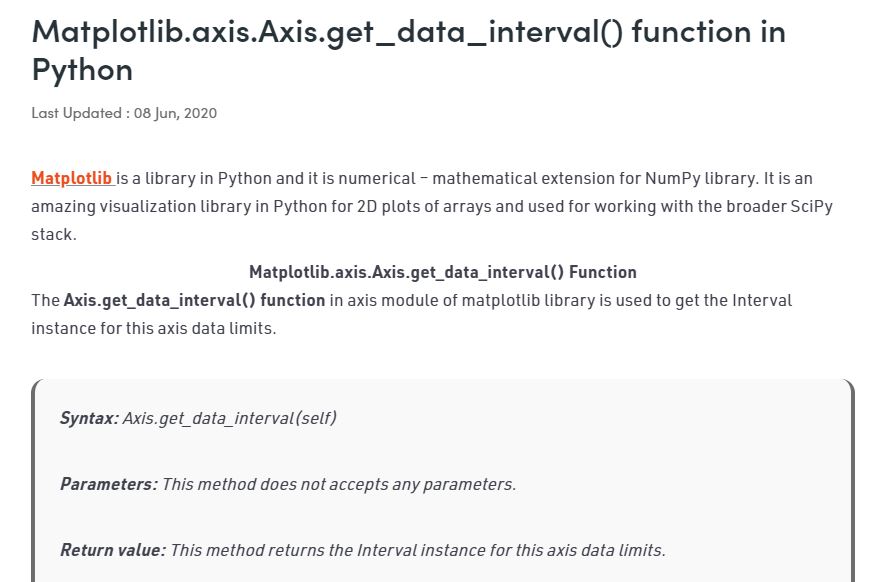 Matplotlib.axis.Axis.get_data_interval() function in
Python
Last Updated : 08 Jun, 2020
Matplotlib is a library in Python and it is numerical – mathematical extension for NumPy library. It is an
amazing visualization library in Python for 2D plots of arrays and used for working with the broader SciPy
stack.
Matplotlib.axis.Axis.get_data_interval() Function
The Axis.get_data_interval() function in axis module of matplotlib library is used to get the Interval
instance for this axis data limits.
Syntax: Axis.get_data_interval(self)
Parameters: This method does not accepts any parameters.
Return value: This method returns the Interval instance for this axis data limits.